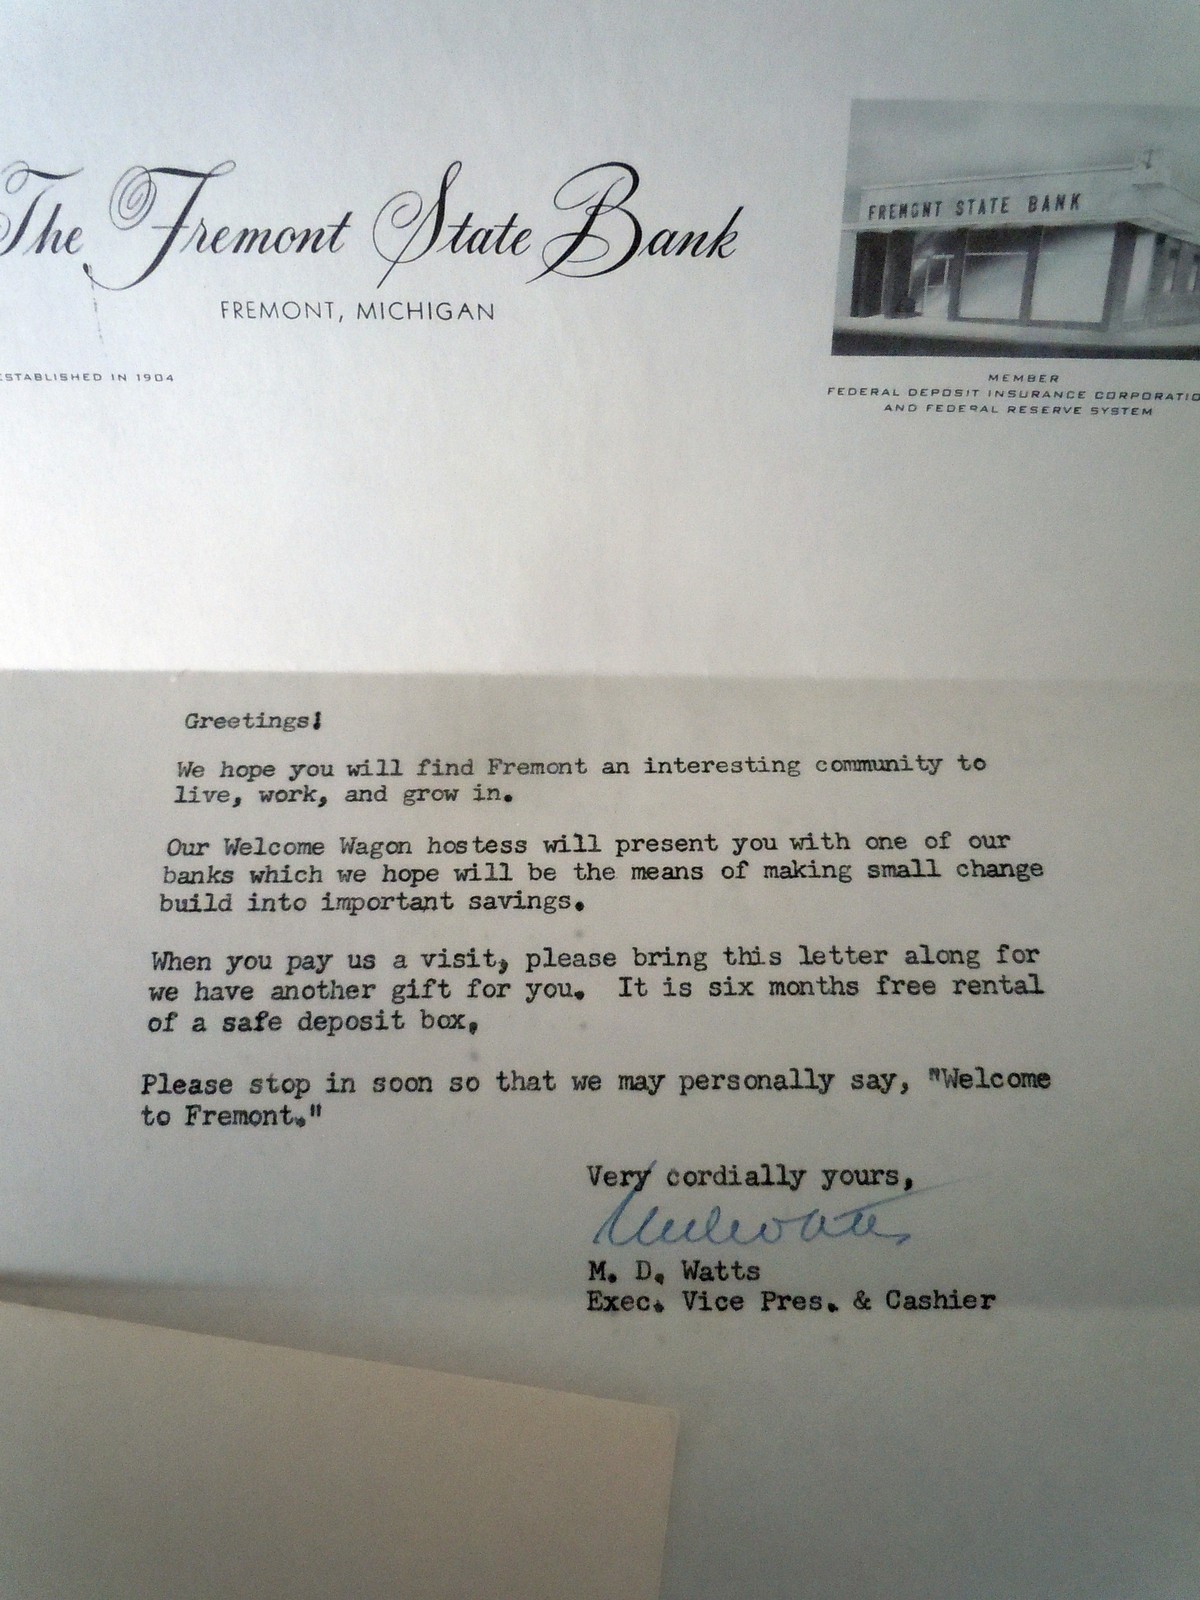 The Fremont State Bank
FREMONT, MICHIGAN
ESTABLISHED IN 1904
FREMONT STATE BANK
MEMBER
FEDERAL DEPOSIT INSURANCE CORPORATIO
AND FEDERAL RESERVE SYSTEM
Greetings!
We hope you will find Fremont an interesting community to
live, work, and grow in.
Our Welcome Wagon hostess will present you with one of our
banks which we hope will be the means of making small change
build into important savings.
When you pay us a visit, please bring this letter along for
we have another gift for you. It is six months free rental
of a safe deposit box,
Please stop in soon so that we may personally say, "Welcome
to Fremont."
Very cordially yours,
M. D. Watts
Exec. Vice Pres. & Cashier